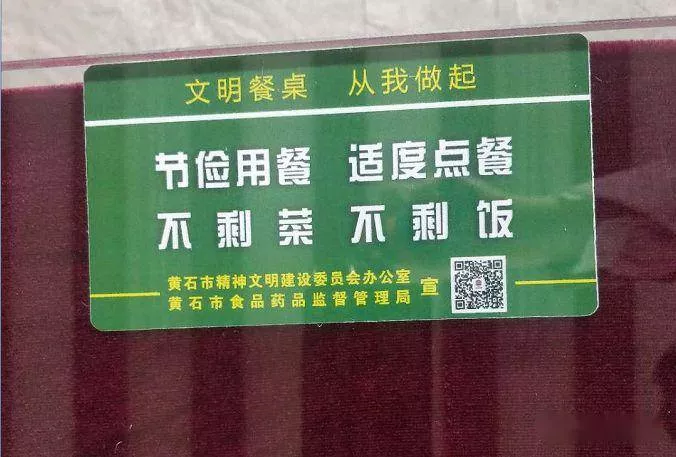 文明餐桌 从我做起
节俭用餐 适度点餐
不剩菜 不剩饭
黄石市精神文明建设委员会办公室
黄石市食品药品监督管理局 宣